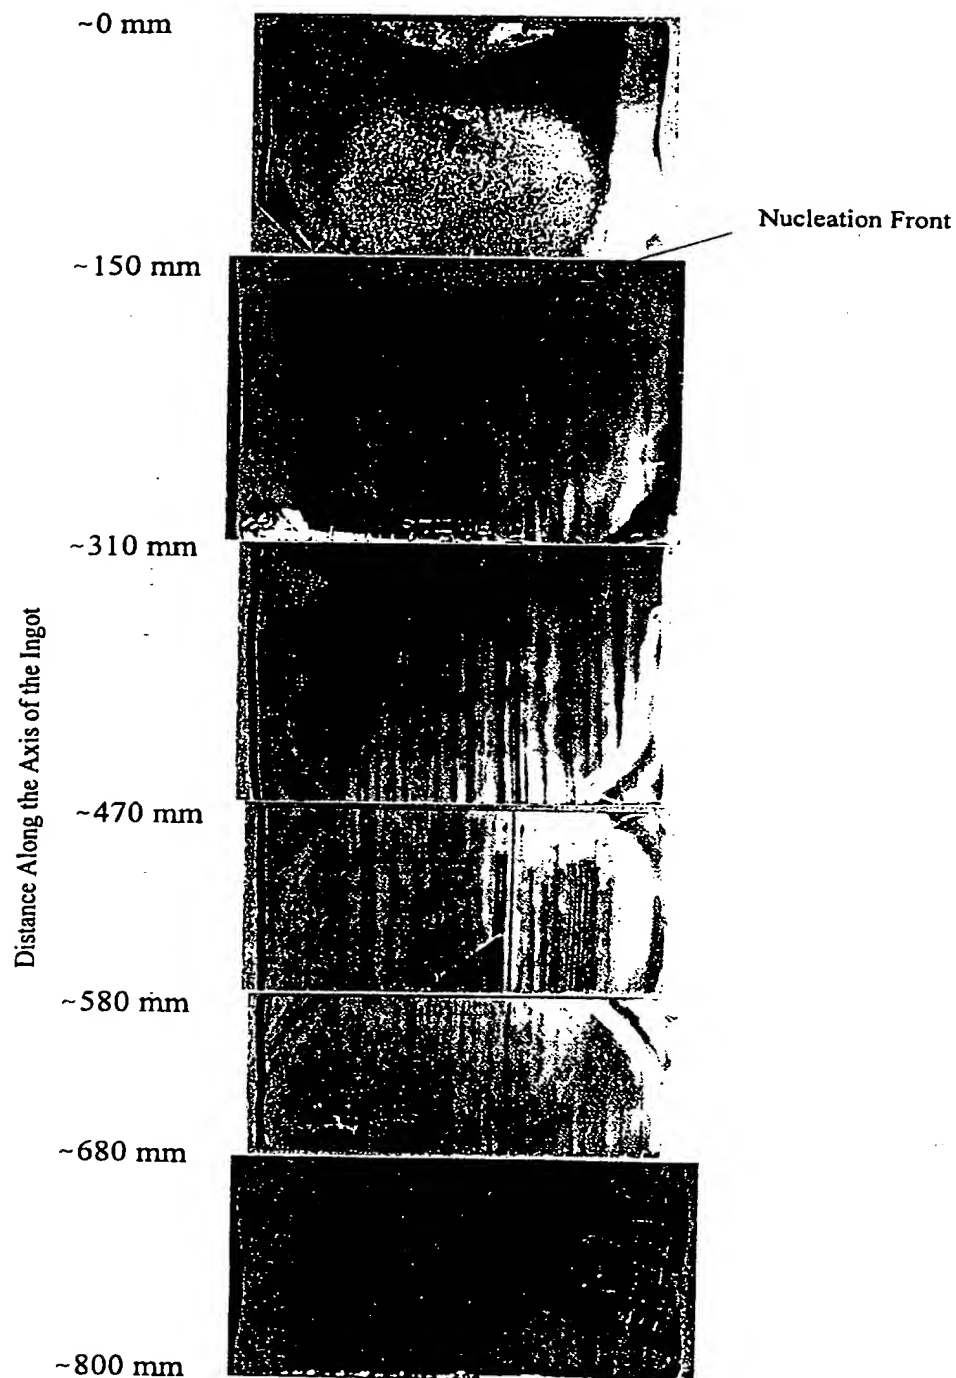 ~0 mm
Nucleation Front
~150 mm
~310 mm
Distance Along the Axis of the Ingot
~470 mm
~580 mm
~680 mm
~800 mm